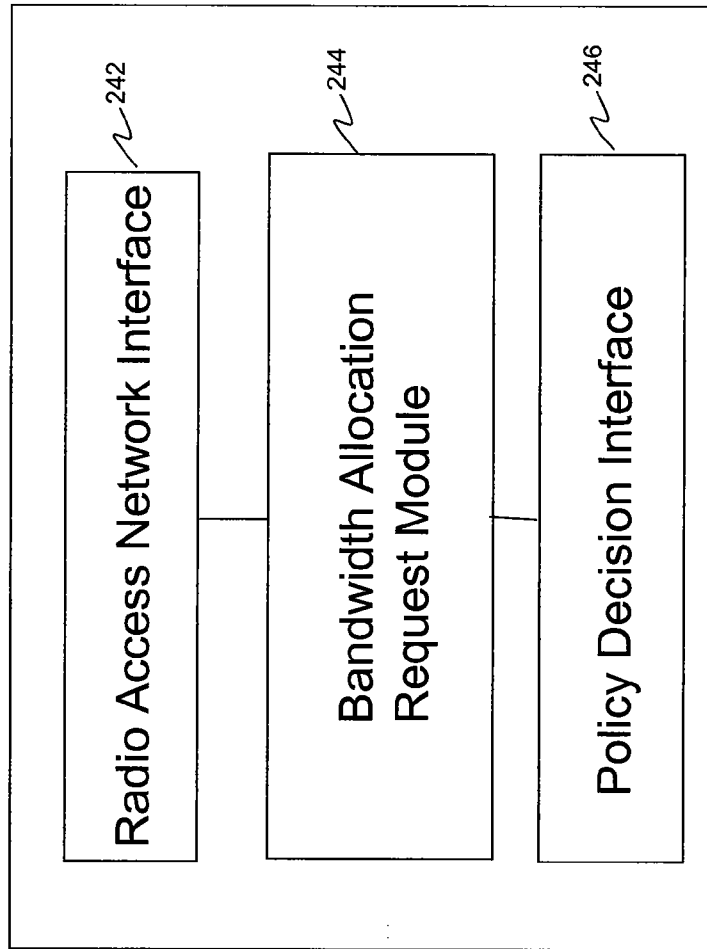 Radio Access Network Interface
242
Bandwidth Allocation
Request Module
244
Policy Decision Interface
246